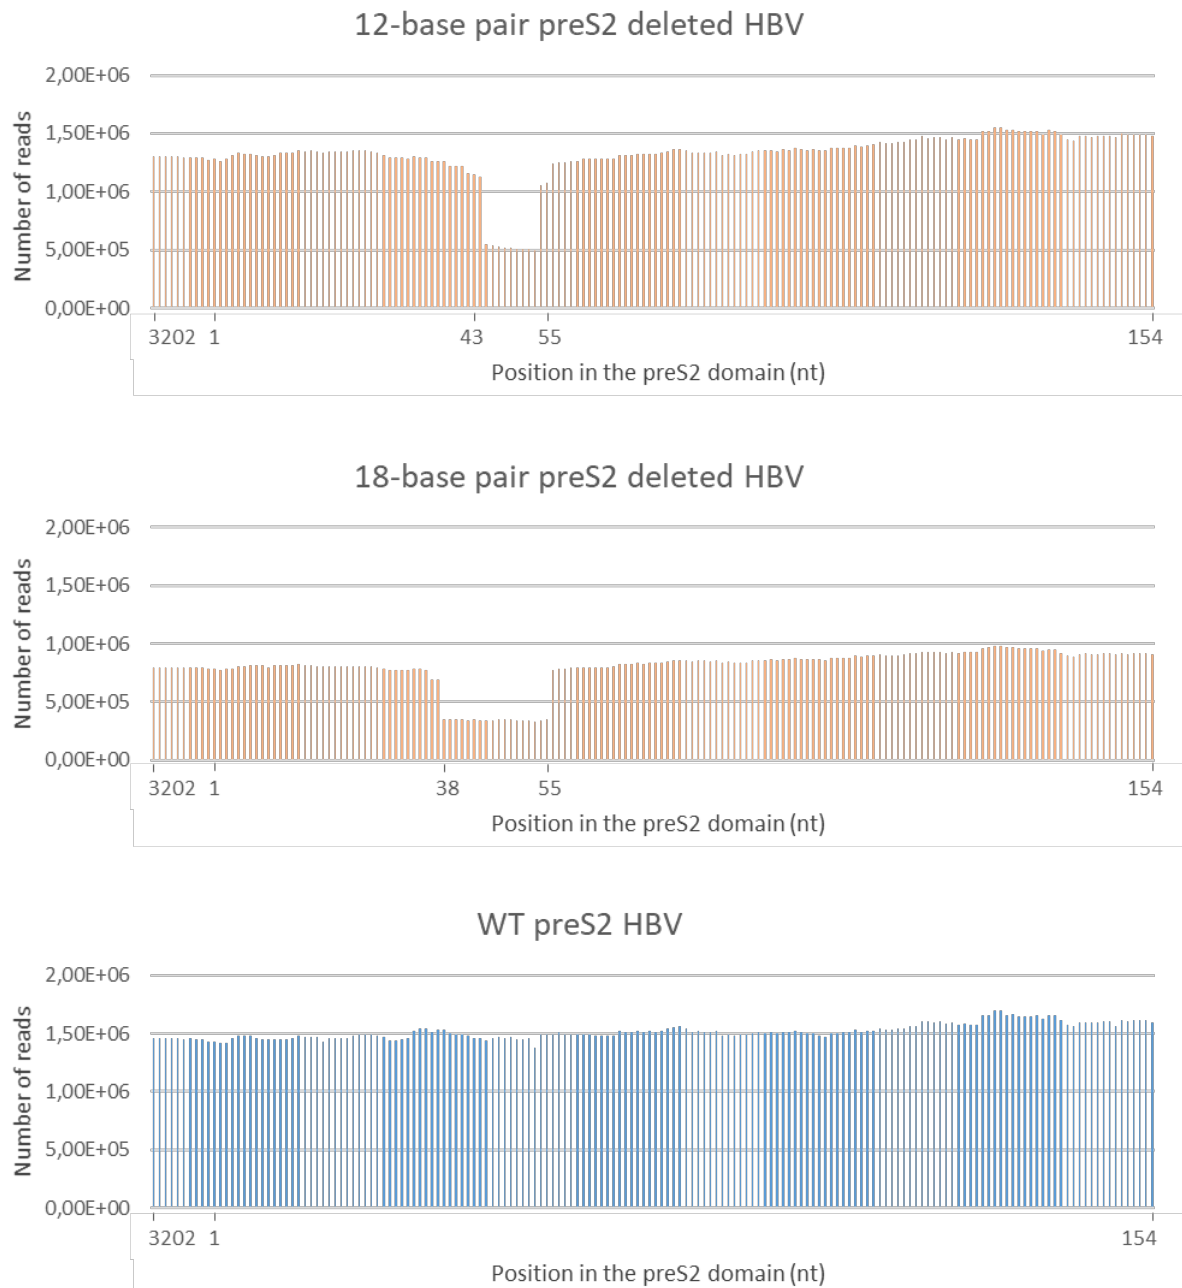 12-base pair preS2 deleted HBV
Number of reads
2,00E+06
1,50E+06
1,00E+06
5,00E+05
0,00E+00
3202 1 43 55 154
Position in the preS2 domain (nt)
18-base pair preS2 deleted HBV
Number of reads
2,00E+06
1,50E+06
1,00E+06
5,00E+05
0,00E+00
3202 1 38 55 154
Position in the preS2 domain (nt)
WT preS2 HBV
Number of reads
2,00E+06
1,50E+06
1,00E+06
5,00E+05
0,00E+00
3202 1 154
Position in the preS2 domain (nt)